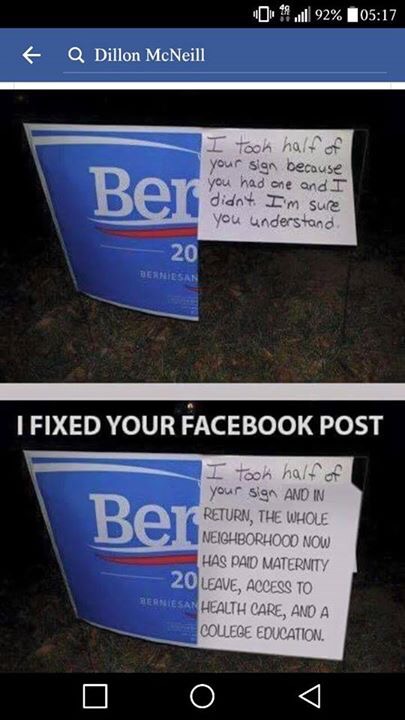 4G 92% 05:17
Dillon McNeill
I took half of
your sign because
you had one and I
didnt. I'm sure
you understand.
Ber
20
BERNIESAN
I FIXED YOUR FACEBOOK POST
I took half of
your sign AND IN
RETURN, THE WHOLE
NEIGHBORHOOD NOW
HAS PAID MATERNITY
LEAVE, ACCESS TO
HEALTH CARE, AND A
COLLEGE EDUCATION.
Ber
20
BERNIESAN